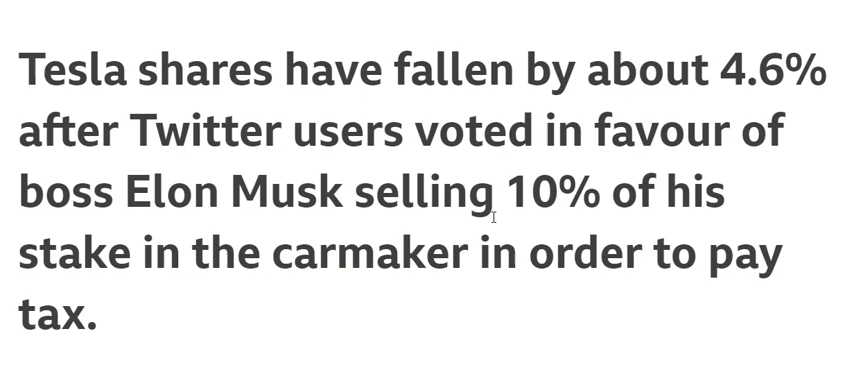 Tesla shares have fallen by about 4.6%
after Twitter users voted in favour of
boss Elon Musk selling 10% of his
stake in the carmaker in order to pay
tax.